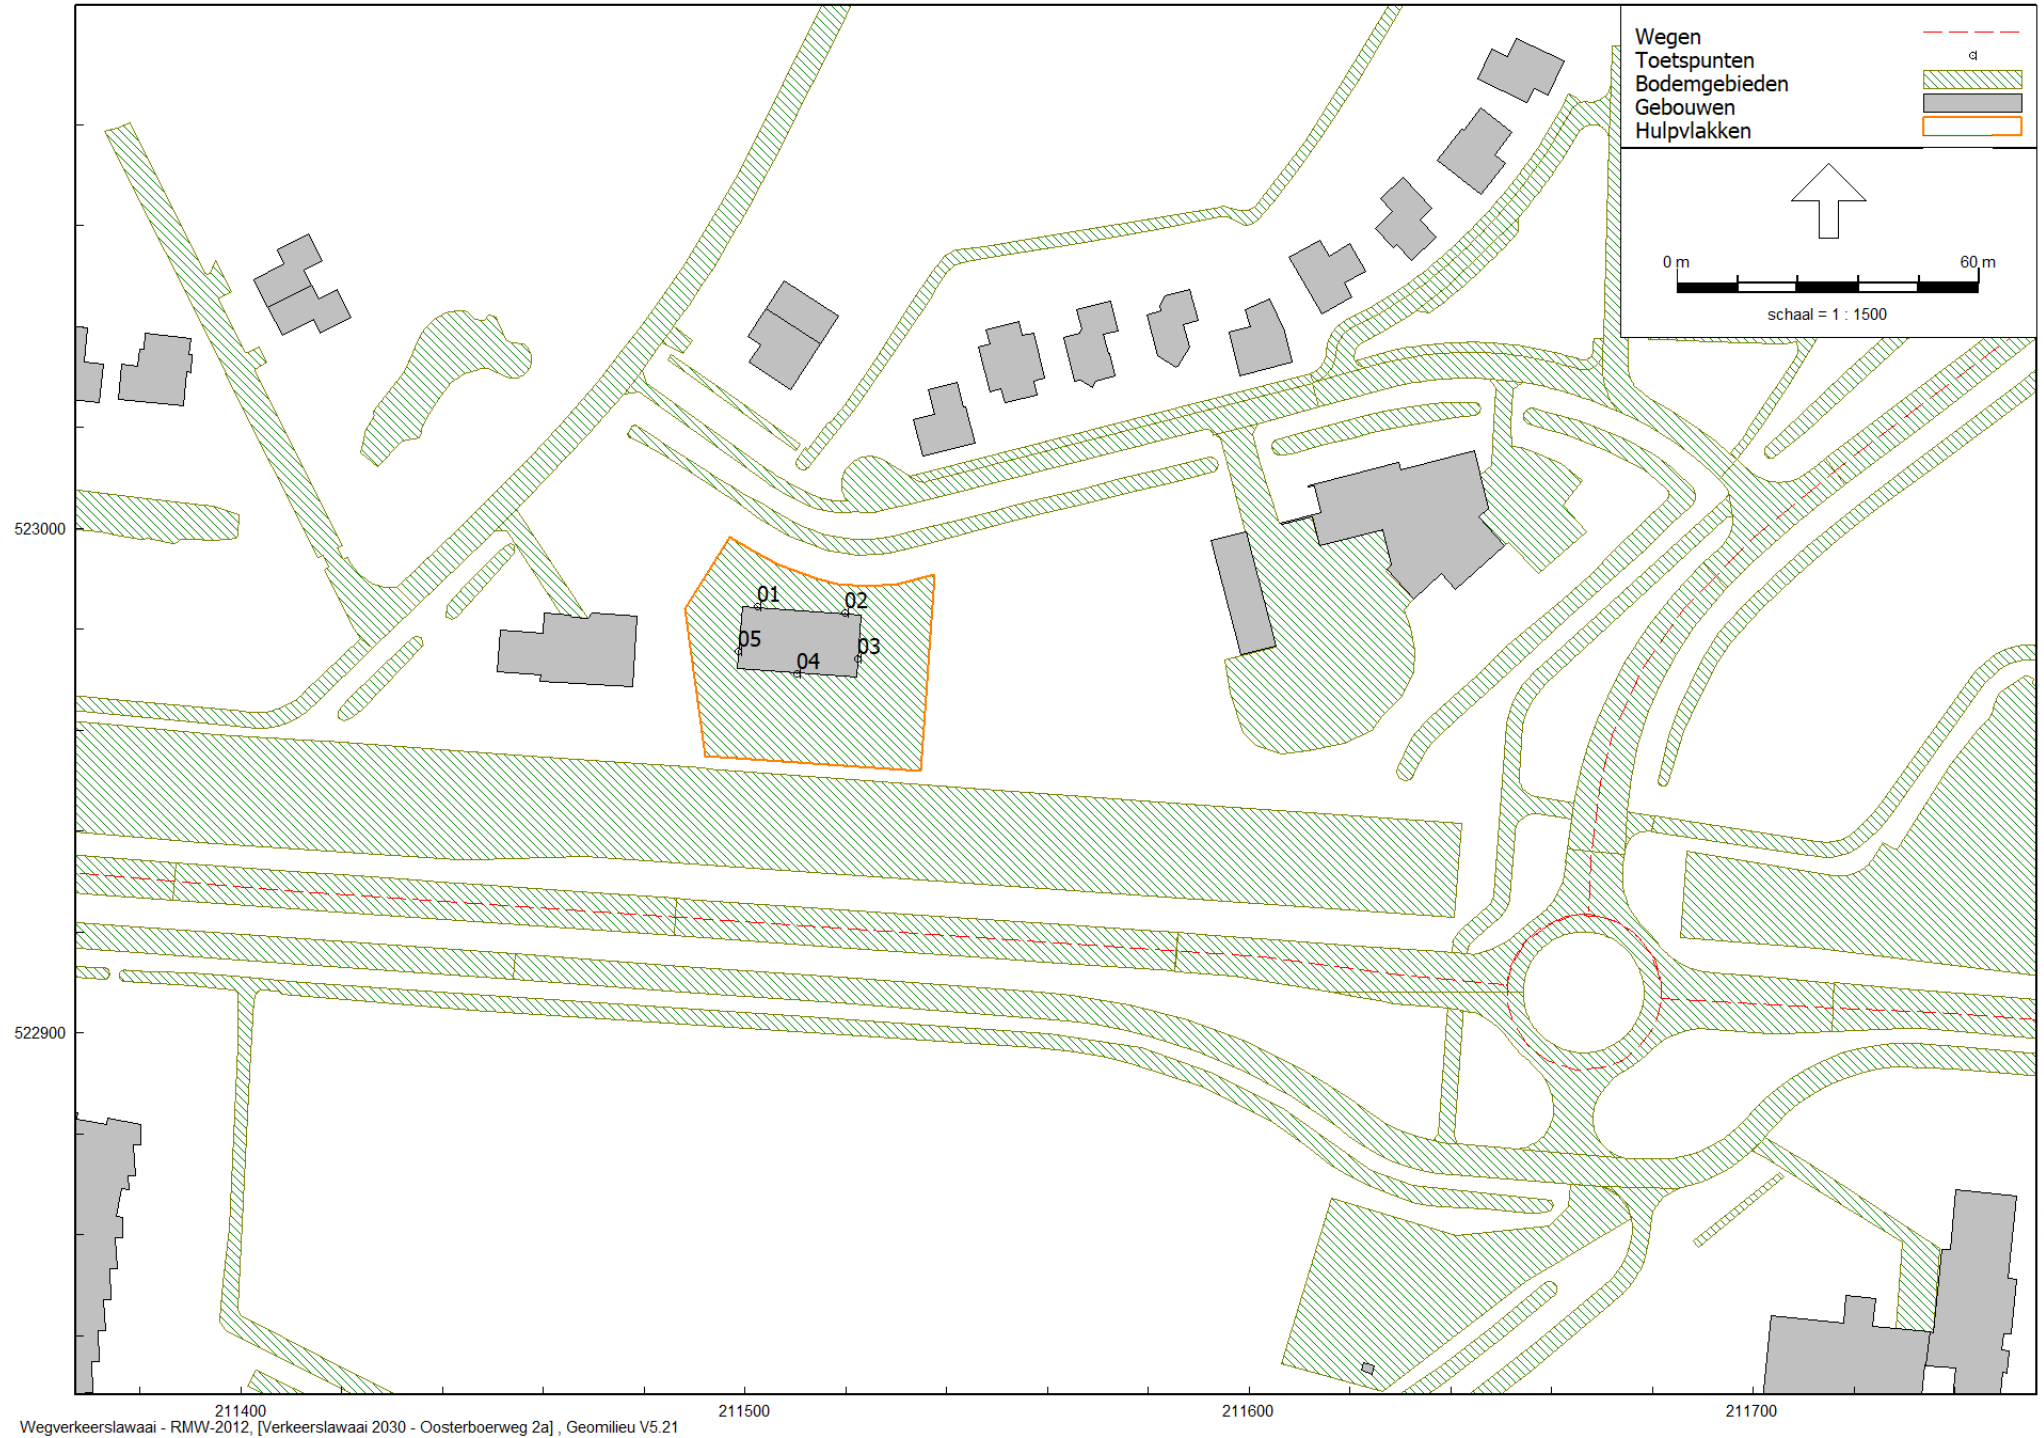 Wegen
Toetspunten
Bodemgebieden
Gebouwen
Hulpvlakken
0 m 60 m
schaal = 1 : 1500
523000
01
02
05
03
04
522900
211400 211500 211600 211700
Wegverkeerslawaai - RMW-2012, [Verkeerslawaai 2030 - Oosterboerweg 2a] , Geomilieu V5.21